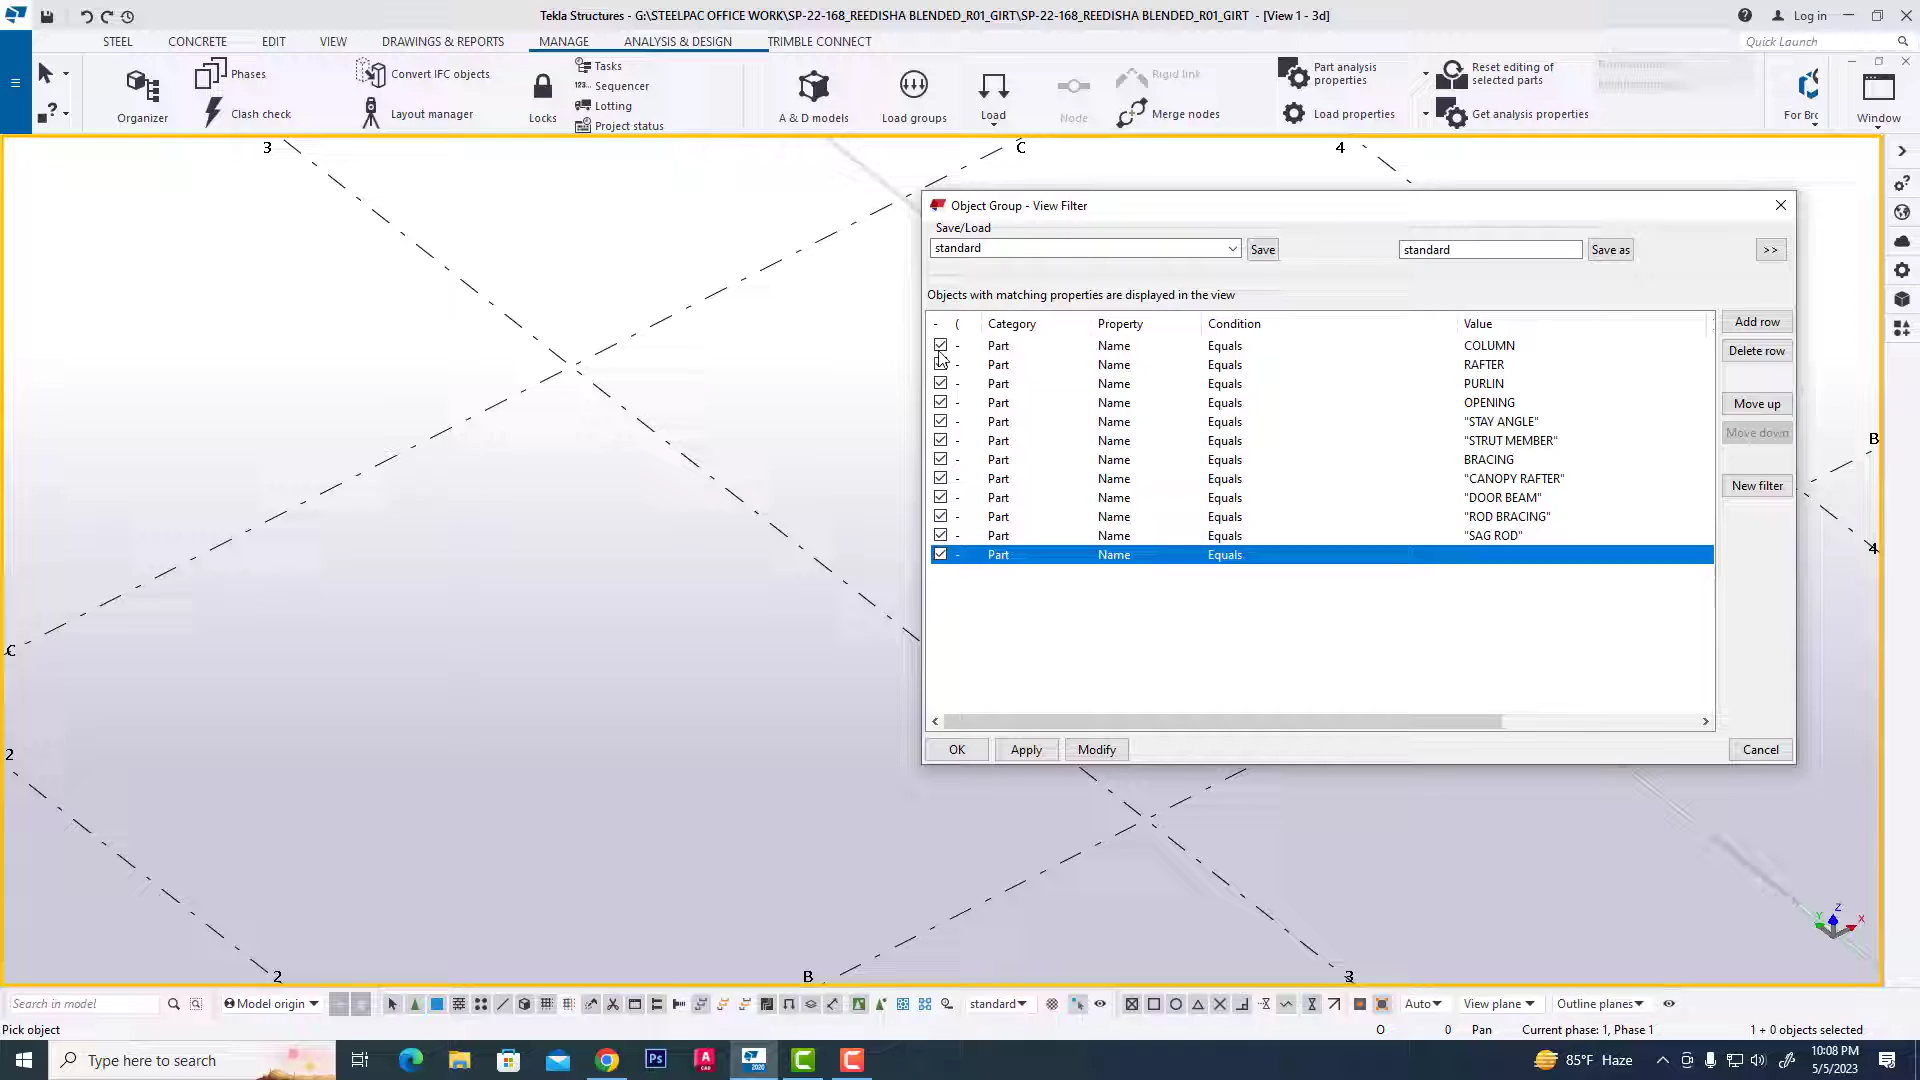 Tekla Structures - G:\STEELPAC OFFICE WORK\SP-22-168_REEDISHA BLENDED_R01_GIRT\SP-22-168_REEDISHA BLENDED_R01_GIRT - [View 1 - 3d]
Log in
STEEL CONCRETE EDIT VIEW DRAWINGS & REPORTS MANAGE ANALYSIS & DESIGN TRIMBLE CONNECT
Quick Launch
Organizer
Phases
Clash check
Convert IFC objects
Layout manager
Locks
Tasks
Sequencer
Lotting
Project status
A & D models
Load groups
Load
Node
Rigid link
Merge nodes
Part analysis
properties
Load properties
Reset editing of
selected parts
Get analysis properties
For Brc
Window
3
C
4
Object Group - View Filter
Save/Load
standard
Save
standard
Save as
>>
Objects with matching properties are displayed in the view
- ( Category Property Condition Value
- Part Name Equals COLUMN
Part Name Equals RAFTER
- Part Name Equals PURLIN
- Part Name Equals OPENING
- Part Name Equals "STAY ANGLE"
- Part Name Equals "STRUT MEMBER"
- Part Name Equals BRACING
- Part Name Equals "CANOPY RAFTER"
- Part Name Equals "DOOR BEAM"
- Part Name Equals "ROD BRACING"
- Part Name Equals "SAG ROD"
- Part Name Equals
Add row
Delete row
Move up
Move down
New filter
OK
Apply
Modify
Cancel
B
4
C
2
2
B
3
Z
Y
X
Search in model
Model origin
standard
Auto
View plane
Outline planes
Pick object
O 0 Pan Current phase: 1, Phase 1 1 + 0 objects selected
Type here to search
Ps
A
CAD
2020
C
C
85°F Haze
10:08 PM
5/5/2023